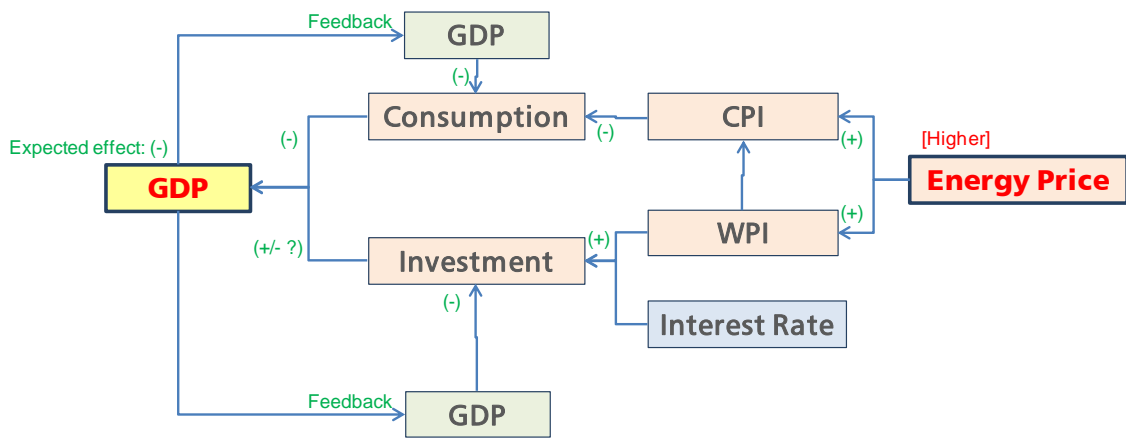 Feedback
GDP
(-)
Consumption
CPI
(-)
(-)
(+)
[Higher]
Expected effect: (-)
GDP
Energy Price
(+)
WPI
(+/- ?)
(+)
Investment
(-)
Interest Rate
Feedback
GDP